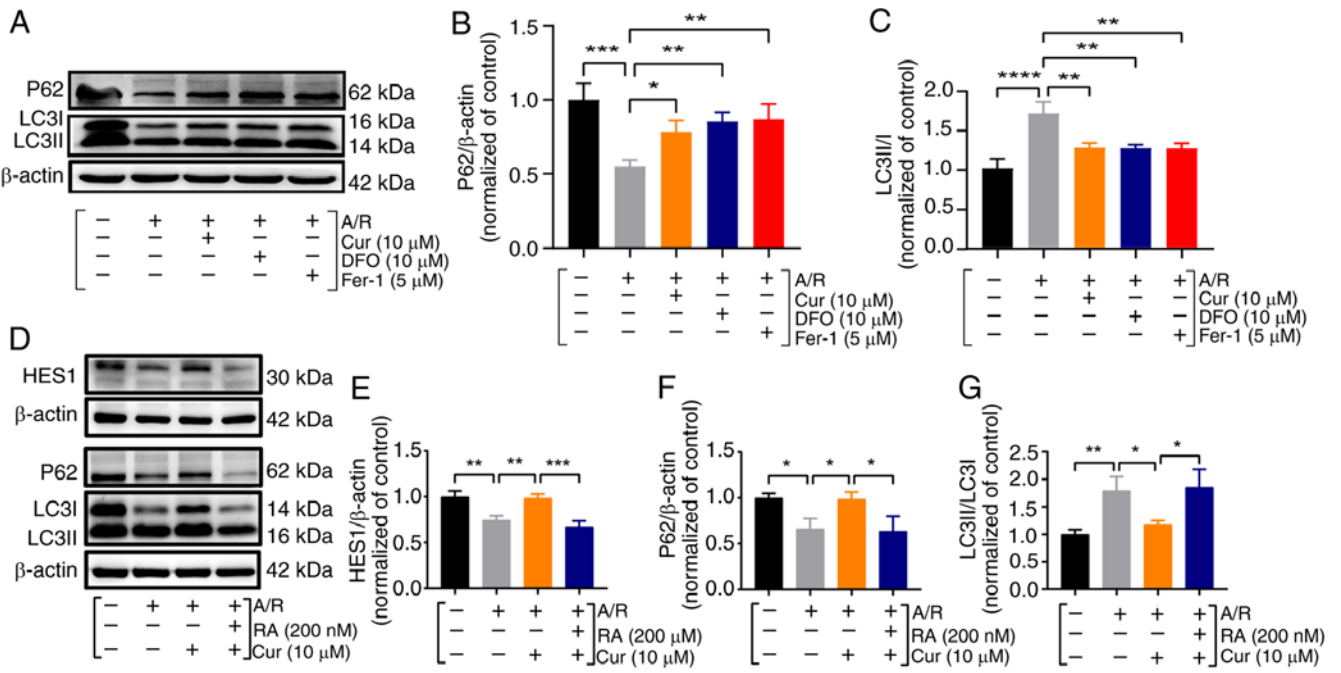 A
P62
62 kDa
LC3I
16 kDa
LC3II
14 kDa
β-actin
42 kDa
− + + + + A/R
− − + − − Cur (10 μM)
− − − + − DFO (10 μM)
− − − − + Fer-1 (5 μM)
B
P62/β-actin
(normalized of control)
1.5
1.0
0.5
0.0
*** * ** **
− + + + + A/R
− − + − − Cur (10 μM)
− − − + − DFO (10 μM)
− − − − + Fer-1 (5 μM)
C
LC3II/I
(normalized of control)
2.0
1.5
1.0
0.5
0.0
**** ** ** **
− + + + + A/R
− − + − − Cur (10 μM)
− − − + − DFO (10 μM)
− − − − + Fer-1 (5 μM)
D
HES1
30 kDa
β-actin
42 kDa
P62
62 kDa
LC3I
14 kDa
LC3II
16 kDa
β-actin
42 kDa
− + + + A/R
− − − + RA (200 nM)
− − + + Cur (10 μM)
E
HES1/β-actin
(normalized of control)
1.5
1.0
0.5
0.0
** ** ***
− + + + A/R
− − − + RA (200 μM)
− − + + Cur (10 μM)
F
P62/β-actin
(normalized of control)
1.5
1.0
0.5
0.0
* * *
− + + + A/R
− − − + RA (200 nM)
− − + + Cur (10 μM)
G
LC3II/LC3I
(normalized of control)
2.5
2.0
1.5
1.0
0.5
0.0
** * *
− + + + A/R
− − − + RA (200 nM)
− − + + Cur (10 μM)